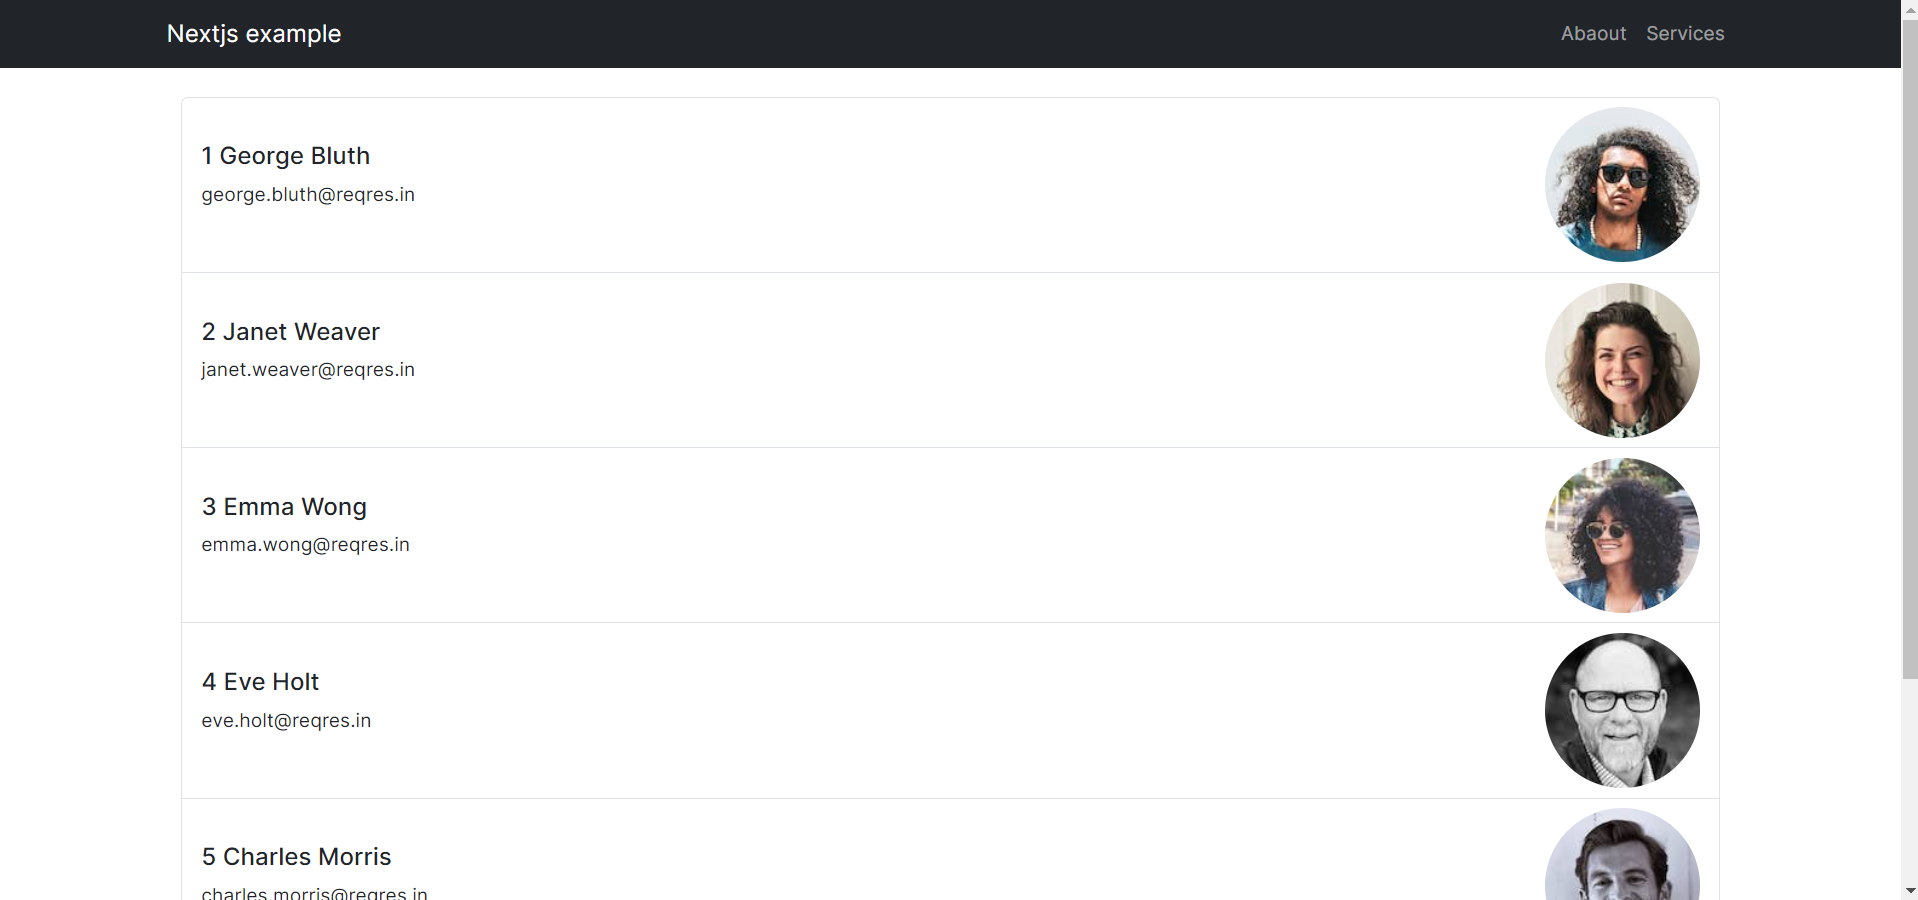 Nextjs example
Abaout Services
1 George Bluth
george.bluth@reqres.in
2 Janet Weaver
janet.weaver@reqres.in
3 Emma Wong
emma.wong@reqres.in
4 Eve Holt
eve.holt@reqres.in
5 Charles Morris
charles.morris@reqres.in